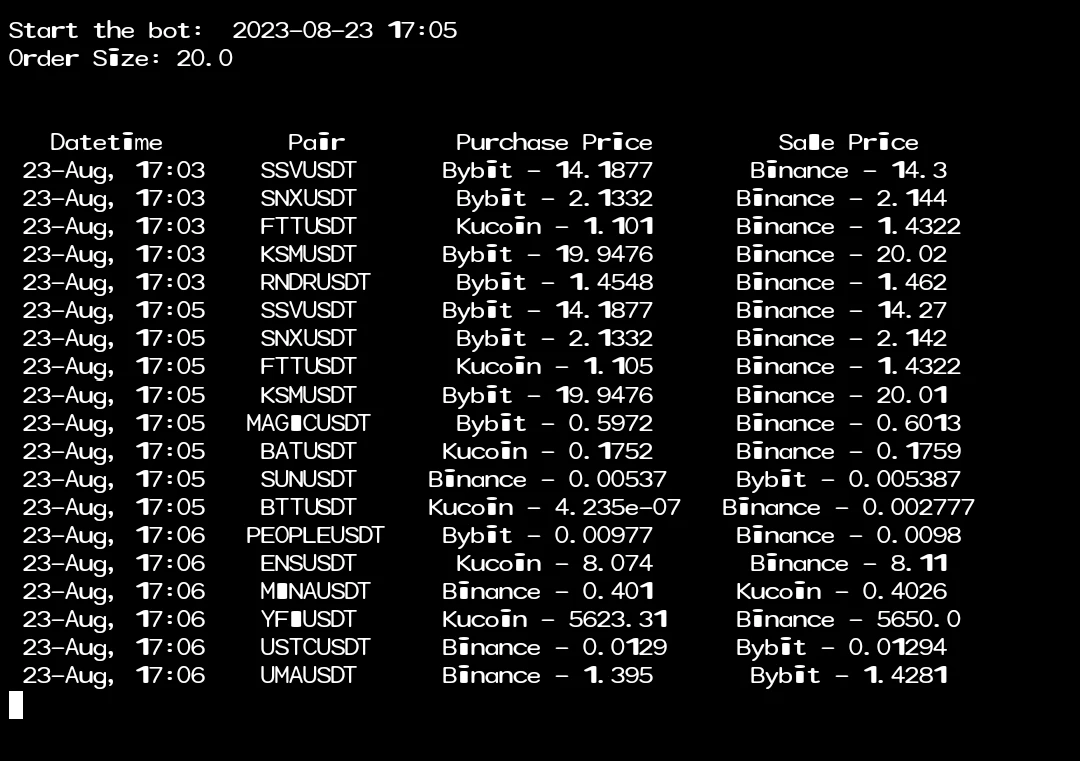 Start the bot: 2023-08-23 17:05
Order Size: 20.0
Datetime Pair Purchase Price Sale Price
23-Aug, 17:03 SSVUSDT Bybit - 14.1877 Binance - 14.3
23-Aug, 17:03 SNXUSDT Bybit - 2.1332 Binance - 2.144
23-Aug, 17:03 FTTUSDT Kucoin - 1.101 Binance - 1.4322
23-Aug, 17:03 KSMUSDT Bybit - 19.9476 Binance - 20.02
23-Aug, 17:03 RNDRUSDT Bybit - 1.4548 Binance - 1.462
23-Aug, 17:05 SSVUSDT Bybit - 14.1877 Binance - 14.27
23-Aug, 17:05 SNXUSDT Bybit - 2.1332 Binance - 2.142
23-Aug, 17:05 FTTUSDT Kucoin - 1.105 Binance - 1.4322
23-Aug, 17:05 KSMUSDT Bybit - 19.9476 Binance - 20.01
23-Aug, 17:05 MAGICUSDT Bybit - 0.5972 Binance - 0.6013
23-Aug, 17:05 BATUSDT Kucoin - 0.1752 Binance - 0.1759
23-Aug, 17:05 SUNUSDT Binance - 0.00537 Bybit - 0.005387
23-Aug, 17:05 BTTUSDT Kucoin - 4.235e-07 Binance - 0.002777
23-Aug, 17:06 PEOPLEUSDT Bybit - 0.00977 Binance - 0.0098
23-Aug, 17:06 ENSUSDT Kucoin - 8.074 Binance - 8.11
23-Aug, 17:06 MINAUSDT Binance - 0.401 Kucoin - 0.4026
23-Aug, 17:06 YFIUSDT Kucoin - 5623.31 Binance - 5650.0
23-Aug, 17:06 USTCUSDT Binance - 0.0129 Bybit - 0.01294
23-Aug, 17:06 UMAUSDT Binance - 1.395 Bybit - 1.4281